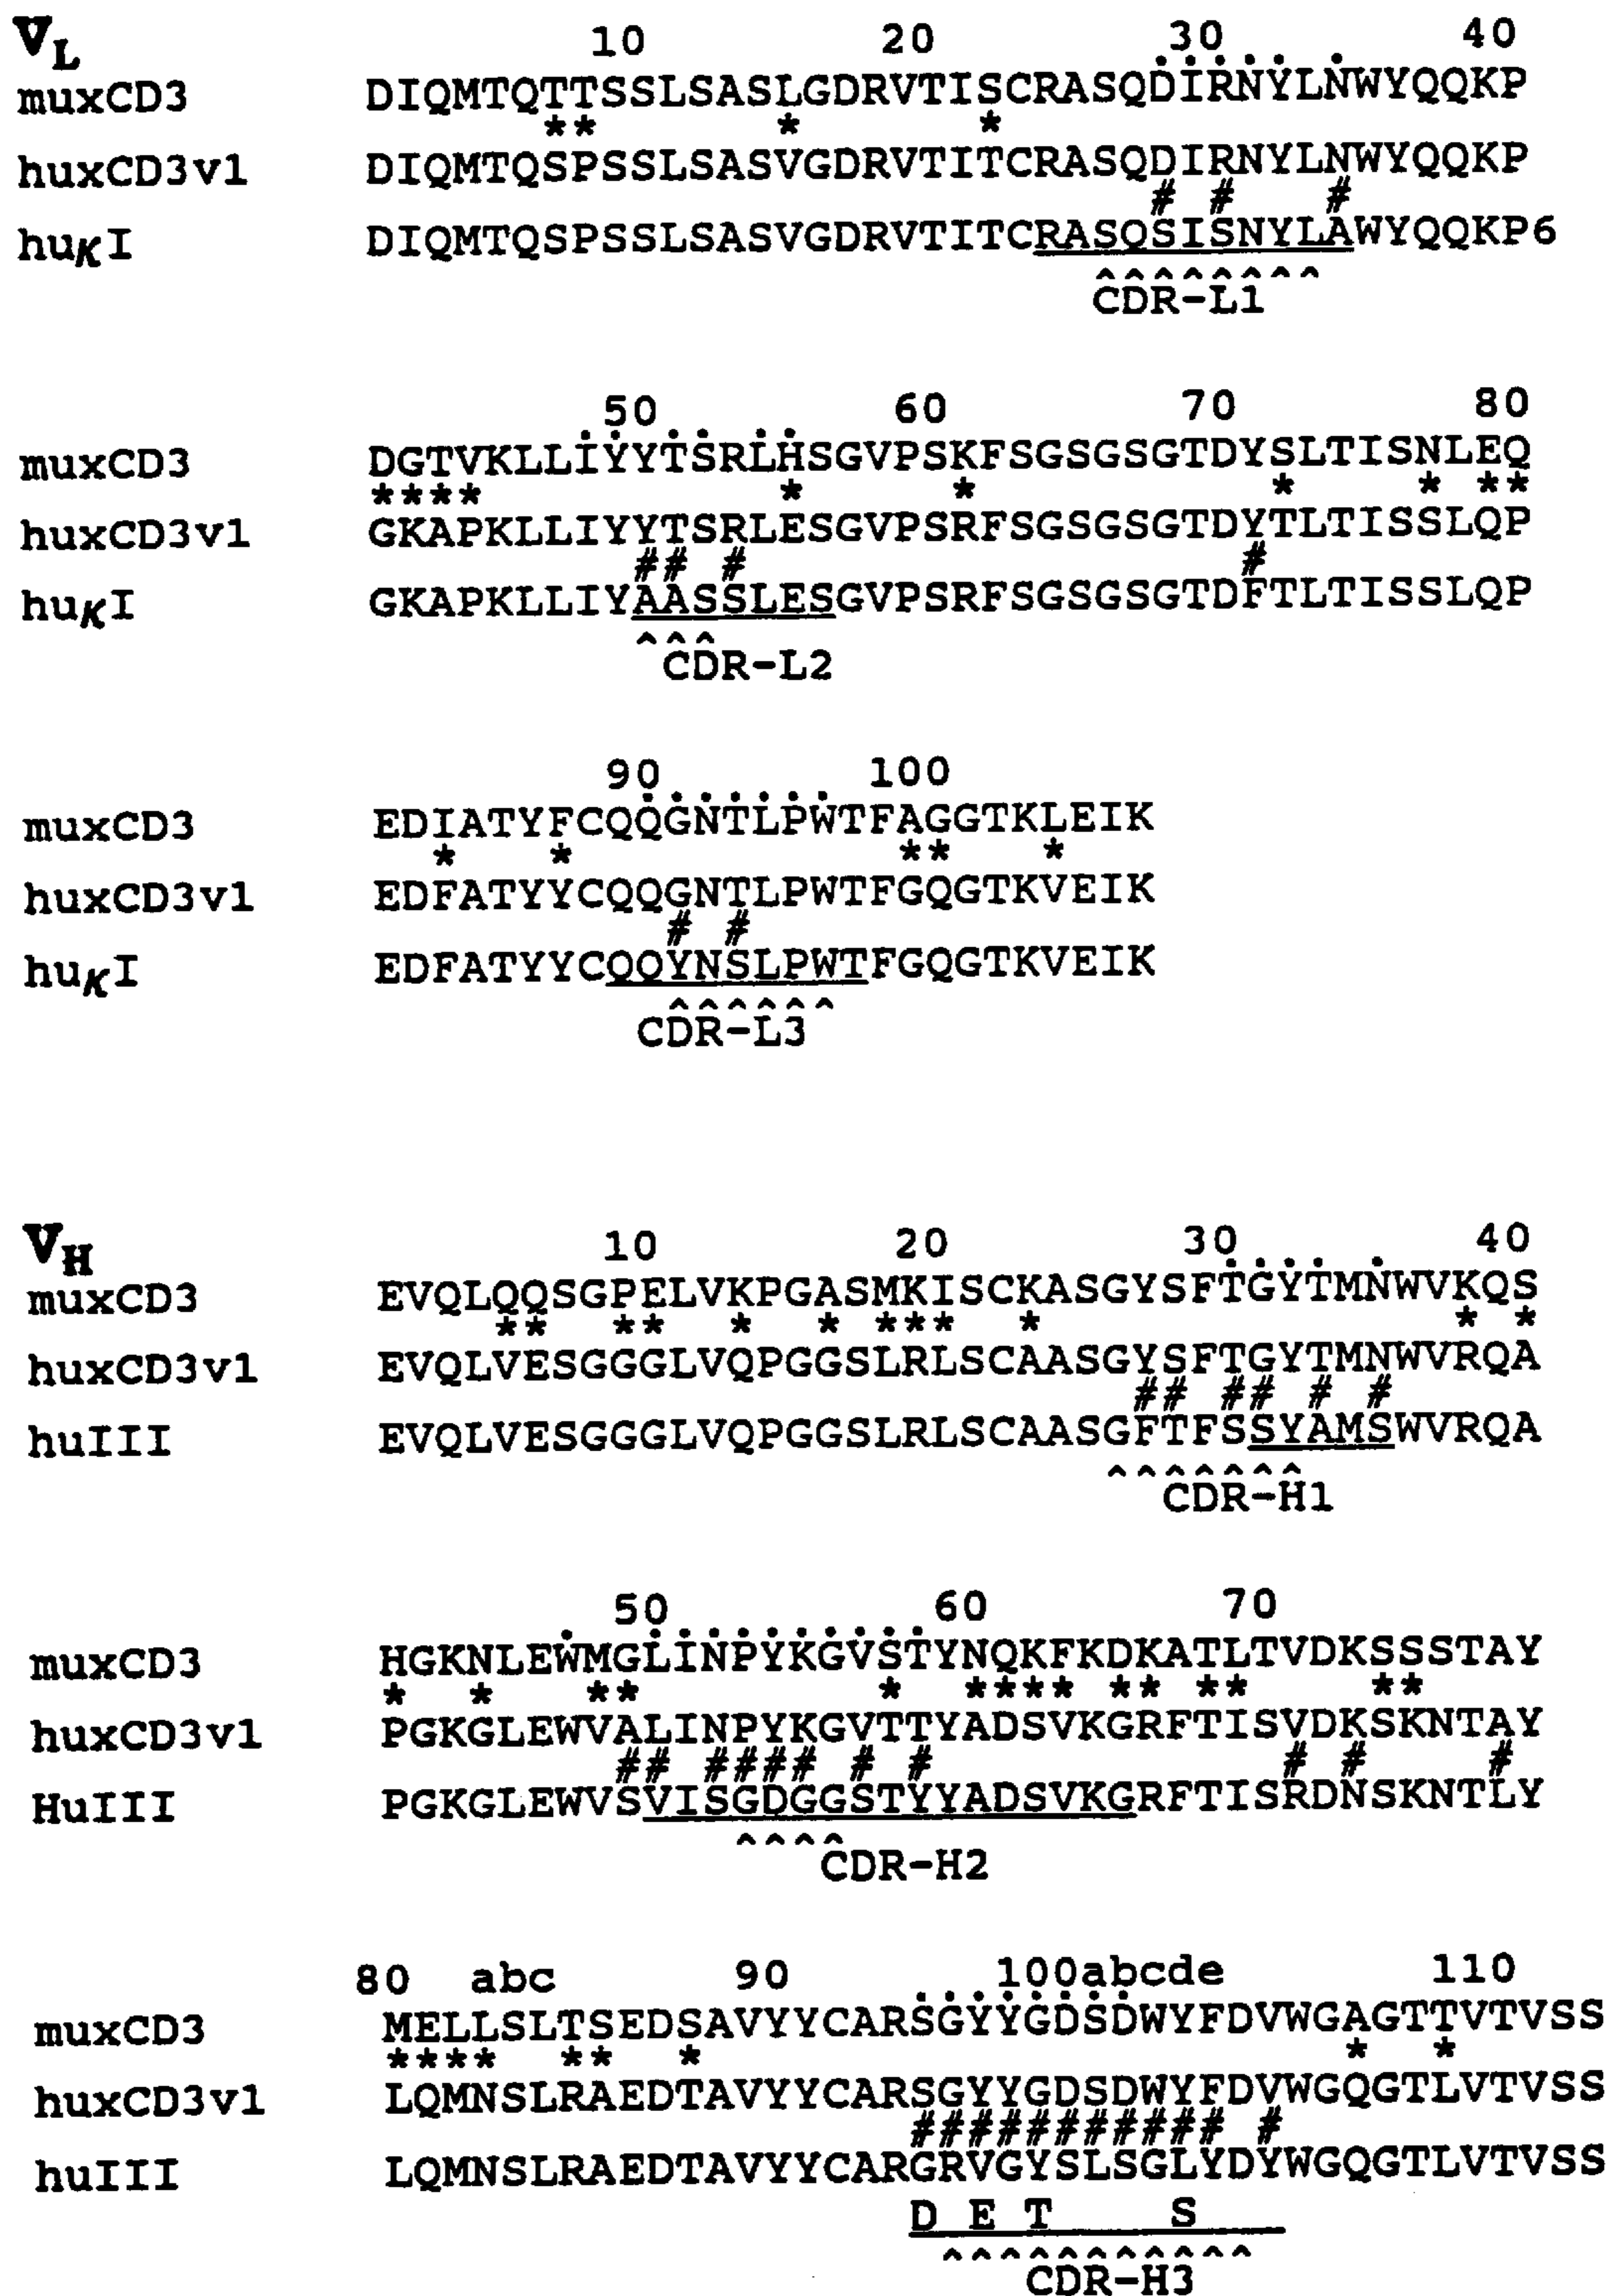 VL
10 20 30 40
muxCD3 DIQMTQTTSSLSASLGDRVTISCRASQDIRNYLNWYQQKP
** * *
huxCD3v1 DIQMTQSPSSLSASVGDRVTITCRASQDIRNYLNWYQQKP
# # #
huκI DIQMTQSPSSLSASVGDRVTITCRASQSISNYLAWYQQKP6
^^^^^^^^
CDR-L1
50 60 70 80
muxCD3 DGTVKLLIYYTSRLHSGVPSKFSGSGSGTDYSLTISNLEQ
**** * * * * **
huxCD3v1 GKAPKLLIYYTSRLESGVPSRFSGSGSGTDYTLTISSLQP
## # #
huκI GKAPKLLIYAASSLESGVPSRFSGSGSGTDFTLTISSLQP
^^^
CDR-L2
90 100
muxCD3 EDIATYFCQQGNTLPWTFAGGTKLEIK
* * ** *
huxCD3v1 EDFATYYCQQGNTLPWTFGQGTKVEIK
# #
huκI EDFATYYCQQYNSLPWTFGQGTKVEIK
^^^^^^
CDR-L3
VH
10 20 30 40
muxCD3 EVQLQQSGPELVKPGASMKISCKASGYSFTGYTMNWVKQS
** ** * * *** * * *
huxCD3v1 EVQLVESGGGLVQPGGSLRLSCAASGYSFTGYTMNWVRQA
## ## # #
huIII EVQLVESGGGLVQPGGSLRLSCAASGFTFSSYAMSWVRQA
^^^^^^^
CDR-H1
50 60 70
muxCD3 HGKNLEWMGLINPYKGVSTYNQKFKDKATLTVDKSSSTAY
* * ** * **** ** ** **
huxCD3v1 PGKGLEWVALINPYKGVTTYADSVKGRFTISVDKSKNTAY
## #### # # # # #
HuIII PGKGLEWVSVISGDGGSTYYADSVKGRFTISRDNSKNTLY
^^^^
CDR-H2
80 abc 90 100abcde 110
muxCD3 MELLSLTSEDSAVYYCARSGYYGDSDWYFDVWGAGTTVTVSS
**** ** * * *
huxCD3v1 LQMNSLRAEDTAVYYCARSGYYGDSDWYFDVWGQGTLVTVSS
########### #
huIII LQMNSLRAEDTAVYYCARGRVGYSLSGLYDYWGQGTLVTVSS
D E T S
^^^^^^^^^^^
CDR-H3